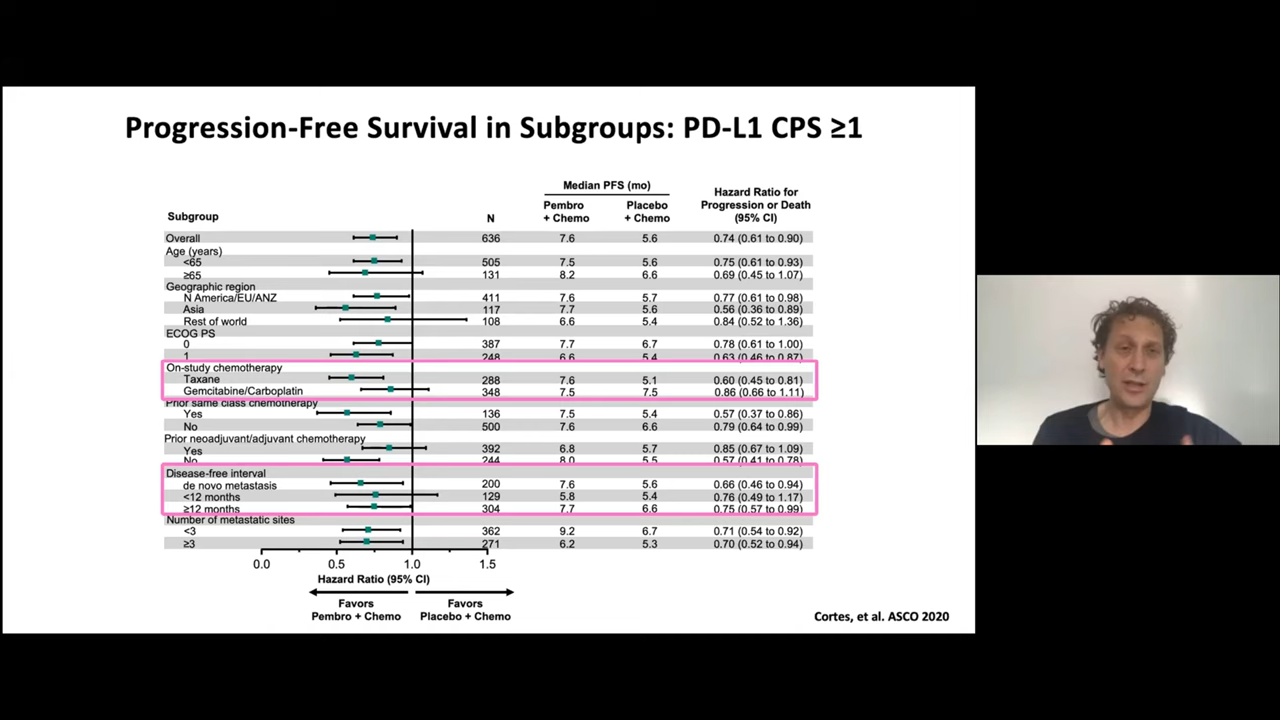 Progression-Free Survival in Subgroups: PD-L1 CPS ≥1
Median PFS (mo)
Subgroup N Pembro + Chemo Placebo + Chemo Hazard Ratio for Progression or Death (95% CI)
Overall 636 7.6 5.6 0.74 (0.61 to 0.90)
Age (years)
<65 505 7.5 5.6 0.75 (0.61 to 0.93)
≥65 131 8.2 6.6 0.69 (0.45 to 1.07)
Geographic region
N America/EU/ANZ 411 7.6 5.7 0.77 (0.61 to 0.98)
Asia 117 7.7 5.6 0.56 (0.36 to 0.89)
Rest of world 108 6.6 5.4 0.84 (0.52 to 1.36)
ECOG PS
0 387 7.7 6.7 0.78 (0.61 to 1.00)
1 248 6.6 5.4 0.63 (0.46 to 0.87)
On-study chemotherapy
Taxane 288 7.6 5.1 0.60 (0.45 to 0.81)
Gemcitabine/Carboplatin 348 7.5 7.5 0.86 (0.66 to 1.11)
Prior same class chemotherapy
Yes 136 7.5 5.4 0.57 (0.37 to 0.86)
No 500 7.6 6.6 0.79 (0.64 to 0.99)
Prior neoadjuvant/adjuvant chemotherapy
Yes 392 6.8 5.7 0.85 (0.67 to 1.09)
No 244 8.0 5.5 0.57 (0.41 to 0.78)
Disease-free interval
de novo metastasis 200 7.6 5.6 0.66 (0.46 to 0.94)
<12 months 129 5.8 5.4 0.76 (0.49 to 1.17)
≥12 months 304 7.7 6.6 0.75 (0.57 to 0.99)
Number of metastatic sites
<3 362 9.2 6.7 0.71 (0.54 to 0.92)
≥3 271 6.2 5.3 0.70 (0.52 to 0.94)
0.0 0.5 1.0 1.5
Hazard Ratio (95% CI)
Favors Favors
Pembro + Chemo Placebo + Chemo
Cortes, et al. ASCO 2020